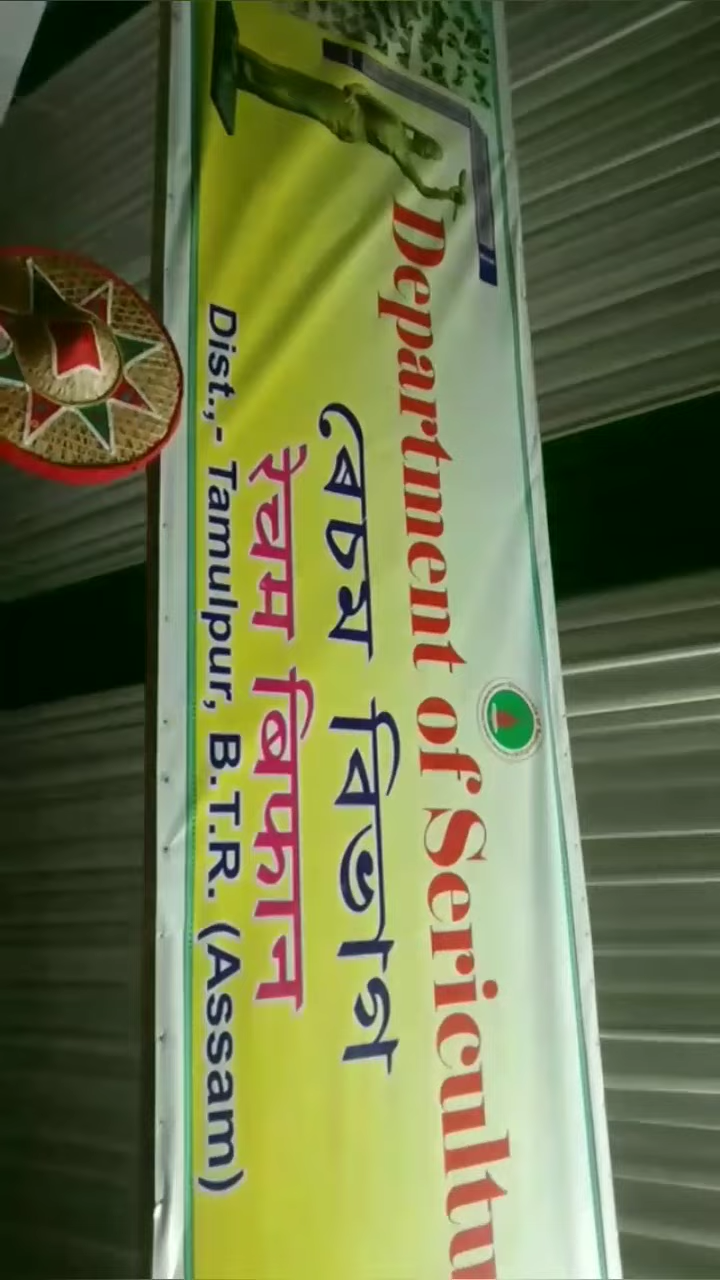 Department of Sericultu
ৰেচম বিভাগ
रेचम बिफान
Dist.,- Tamulpur, B.T.R. (Assam)